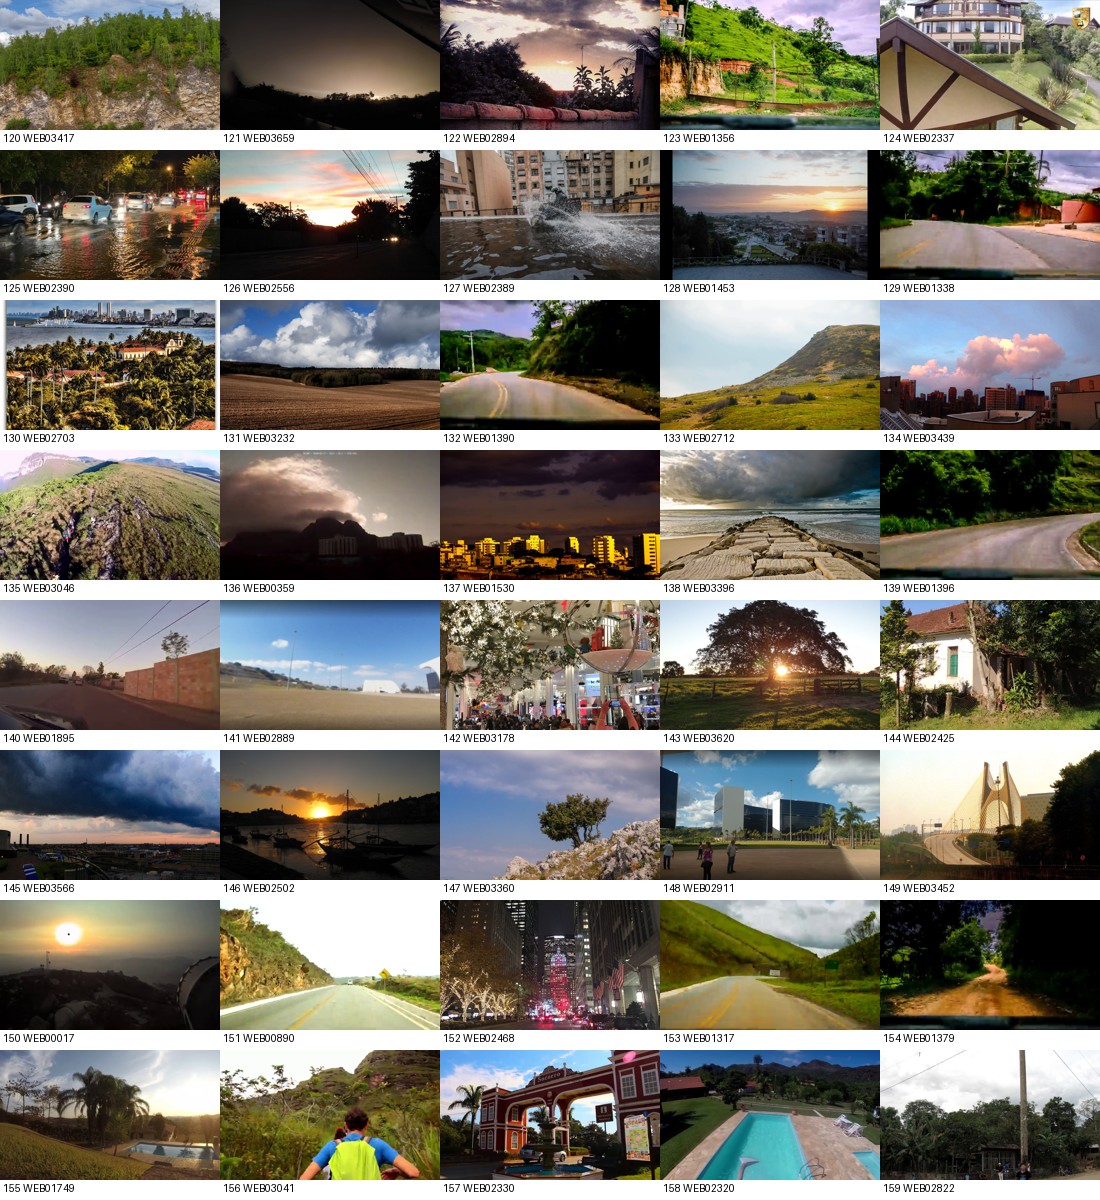 120 WEB03417
121 WEB03659
122 WEB02894
123 WEB01356
124 WEB02337
125 WEB02390
126 WEB02556
127 WEB02389
128 WEB01453
129 WEB01338
130 WEB02703
131 WEB03232
132 WEB01390
133 WEB02712
134 WEB03439
135 WEB03046
136 WEB00359
137 WEB01530
138 WEB03396
139 WEB01396
140 WEB01895
141 WEB02889
142 WEB03178
143 WEB03620
144 WEB02425
145 WEB03566
146 WEB02502
147 WEB03360
148 WEB02911
149 WEB03452
150 WEB00017
151 WEB00890
152 WEB02468
153 WEB01317
154 WEB01379
155 WEB01749
156 WEB03041
157 WEB02330
158 WEB02320
159 WEB02822